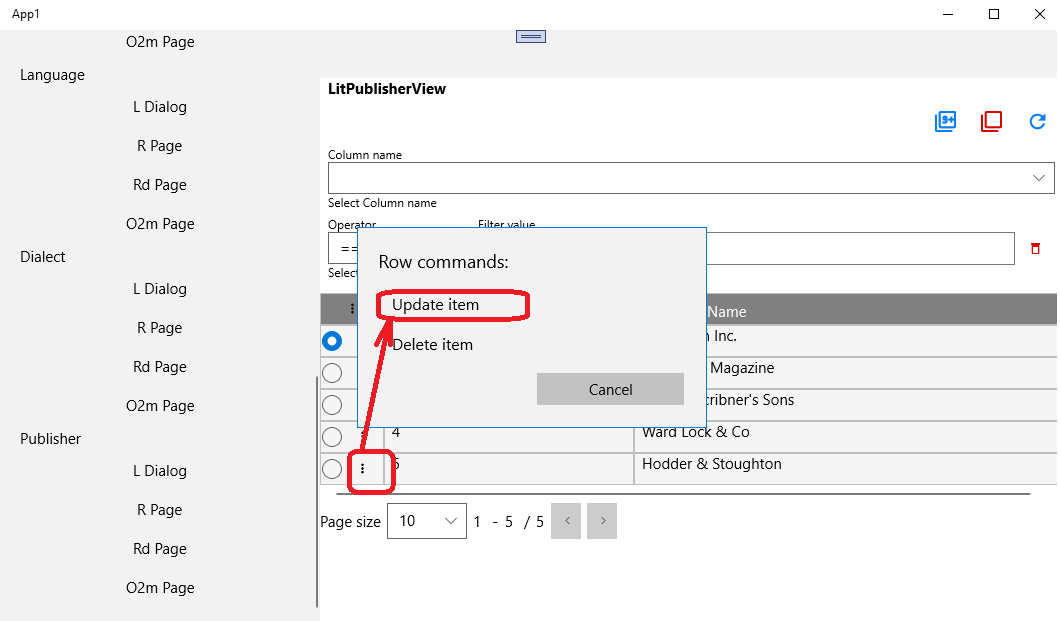 App1
O2m Page
Language
L Dialog
R Page
Rd Page
O2m Page
Dialect
L Dialog
R Page
Rd Page
O2m Page
Publisher
L Dialog
R Page
Rd Page
O2m Page
LitPublisherView
9+
Column name
Select Column name
Operator Filter value
==
Select
Row commands:
Update item
Delete item
Cancel
Name
Inc.
Magazine
cribner's Sons
4 Ward Lock & Co
5 Hodder & Stoughton
Page size 10 1 - 5 / 5 < >